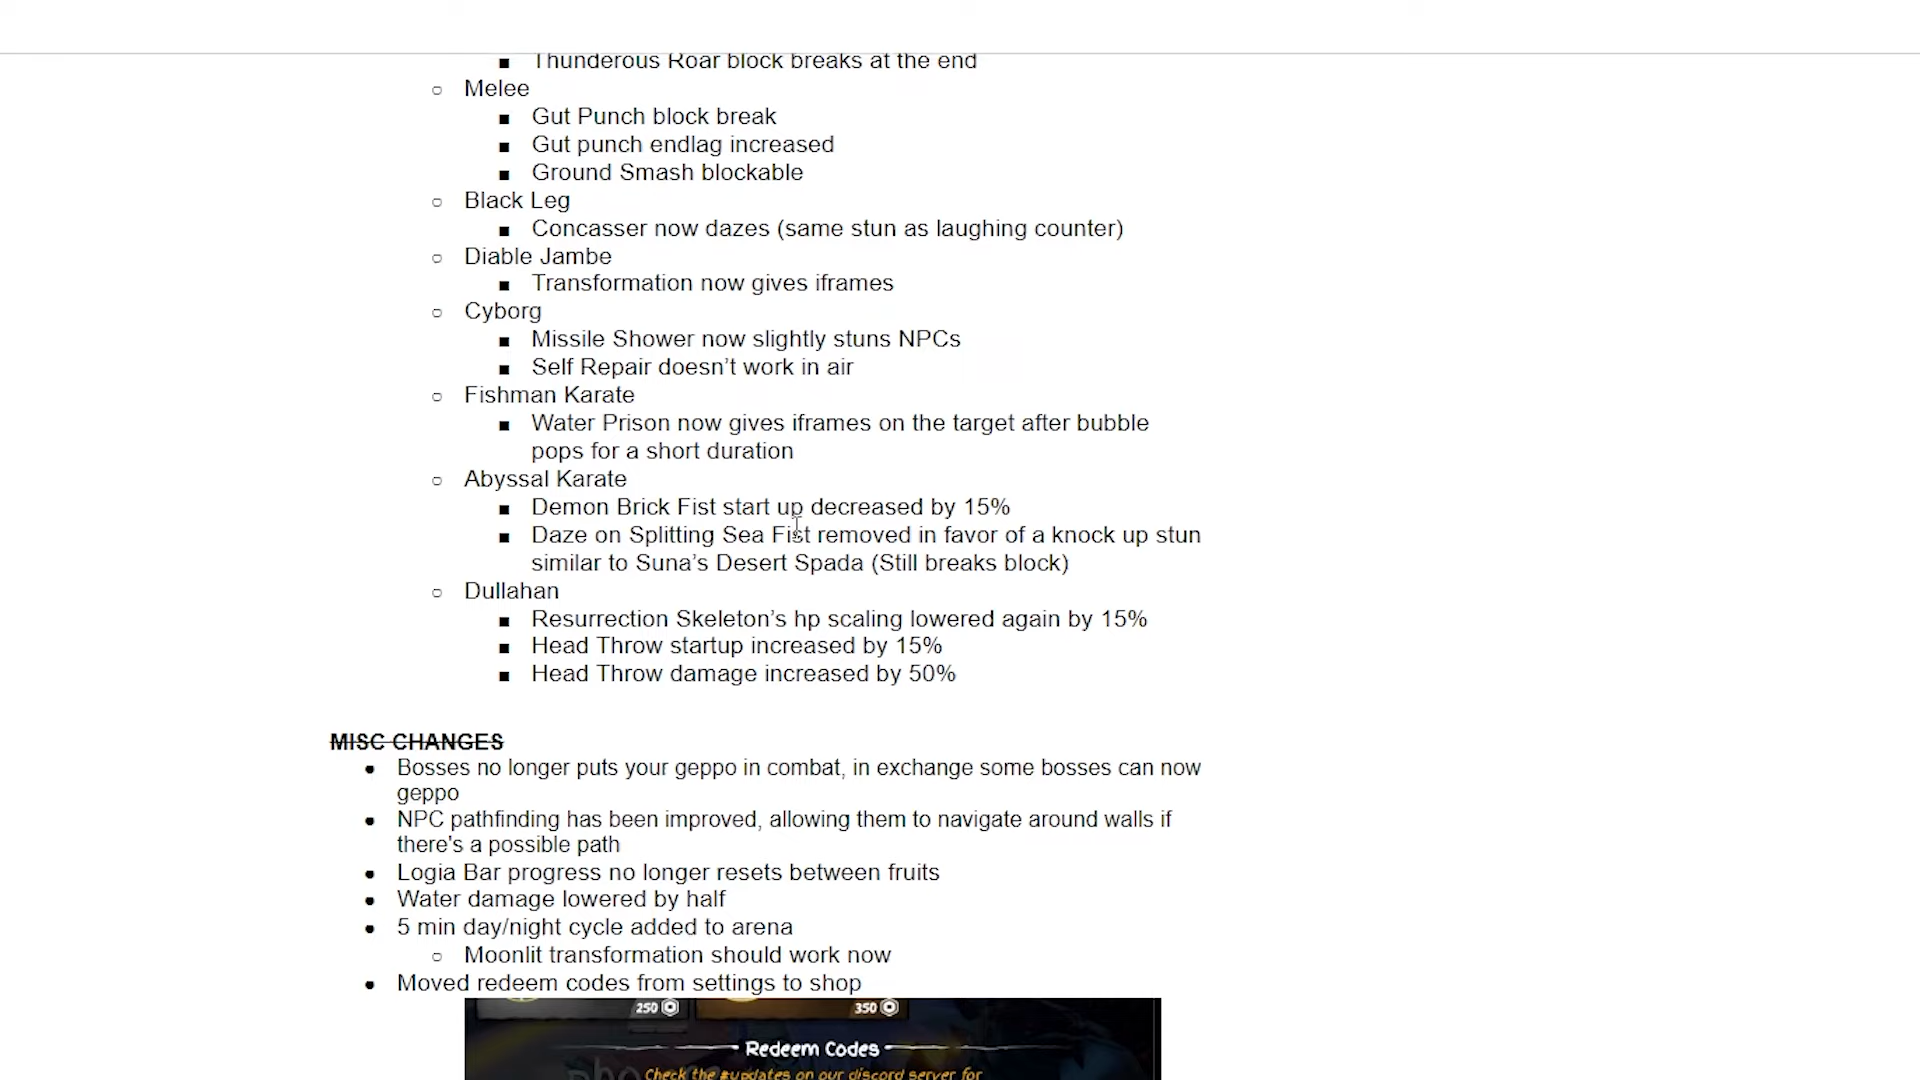 Thunderous Roar block breaks at the end
Melee
Gut Punch block break
Gut punch endlag increased
Ground Smash blockable
Black Leg
Concasser now dazes (same stun as laughing counter)
Diable Jambe
Transformation now gives iframes
Cyborg
Missile Shower now slightly stuns NPCs
Self Repair doesn’t work in air
Fishman Karate
Water Prison now gives iframes on the target after bubble
pops for a short duration
Abyssal Karate
Demon Brick Fist start up decreased by 15%
Daze on Splitting Sea Fist removed in favor of a knock up stun
similar to Suna’s Desert Spada (Still breaks block)
Dullahan
Resurrection Skeleton’s hp scaling lowered again by 15%
Head Throw startup increased by 15%
Head Throw damage increased by 50%
MISC CHANGES
Bosses no longer puts your geppo in combat, in exchange some bosses can now
geppo
NPC pathfinding has been improved, allowing them to navigate around walls if
there's a possible path
Logia Bar progress no longer resets between fruits
Water damage lowered by half
5 min day/night cycle added to arena
Moonlit transformation should work now
Moved redeem codes from settings to shop
250 350
Redeem Codes
Check the #updates on our discord server for